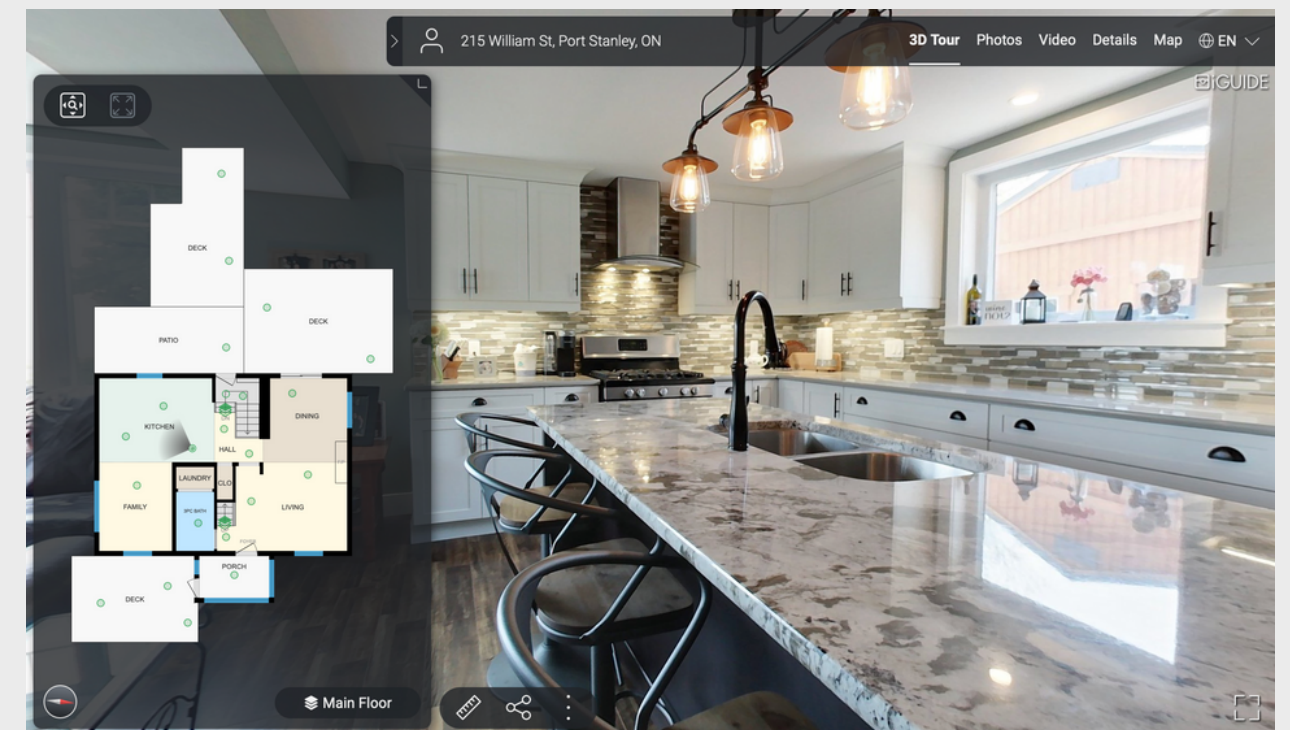 215 William St, Port Stanley, ON
3D Tour
Photos
Video
Details
Map
EN
iGUIDE
DECK
DECK
PATIO
KITCHEN
DINING
HALL
LAUNDRY
CLO
FAMILY
3PC BATH
LIVING
FOYER
PORCH
DECK
Main Floor